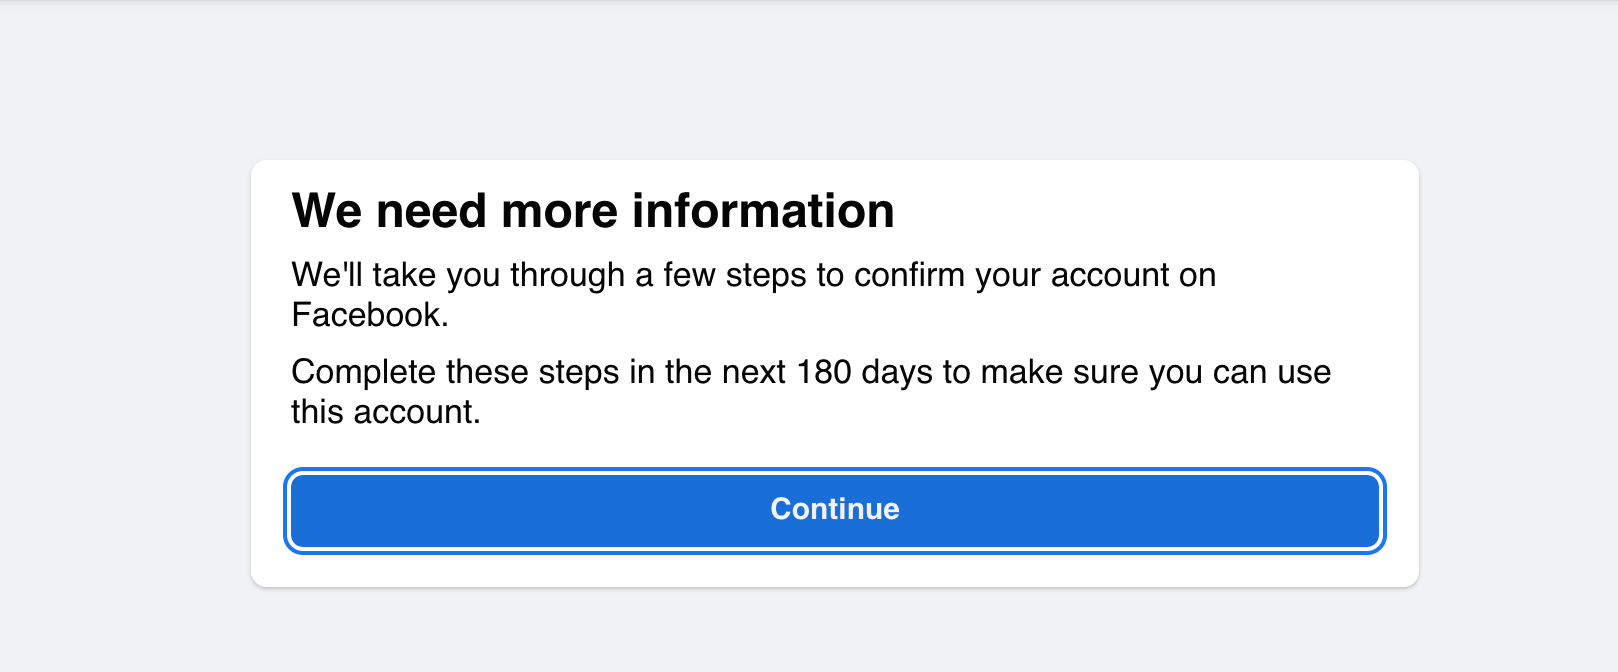 We need more information
We'll take you through a few steps to confirm your account on
Facebook.
Complete these steps in the next 180 days to make sure you can use
this account.
Continue